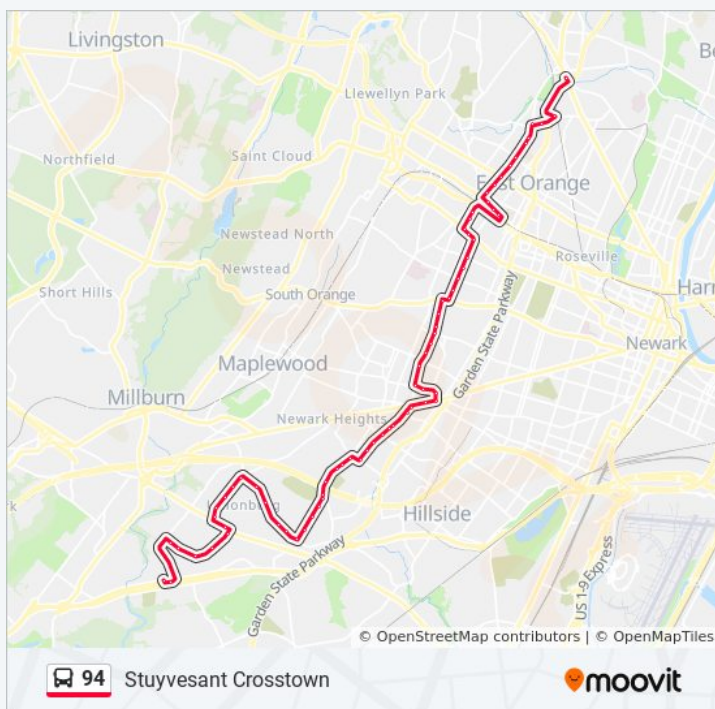 Livingston
Llewellyn Park
Northfield
Saint Cloud
East Orange
Newstead North
Newstead
Roseville
Short Hills
South Orange
Garden State Parkway
Newark
Maplewood
Millburn
Newark Heights
Hillside
Garden State Parkway
US 1-9 Express
© OpenStreetMap contributors | © OpenMapTiles
94 Stuyvesant Crosstown
moovit